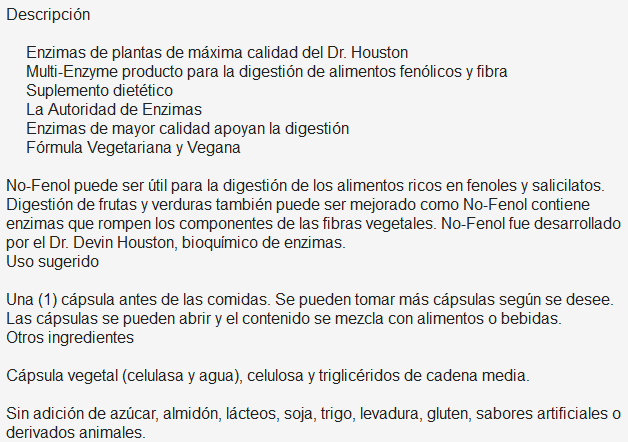 Descripción
Enzimas de plantas de máxima calidad del Dr. Houston
Multi-Enzyme producto para la digestión de alimentos fenólicos y fibra
Suplemento dietético
La Autoridad de Enzimas
Enzimas de mayor calidad apoyan la digestión
Fórmula Vegetariana y Vegana
No-Fenol puede ser útil para la digestión de los alimentos ricos en fenoles y salicilatos.
Digestión de frutas y verduras también puede ser mejorado como No-Fenol contiene
enzimas que rompen los componentes de las fibras vegetales. No-Fenol fue desarrollado
por el Dr. Devin Houston, bioquímico de enzimas.
Uso sugerido
Una (1) cápsula antes de las comidas. Se pueden tomar más cápsulas según se desee.
Las cápsulas se pueden abrir y el contenido se mezcla con alimentos o bebidas.
Otros ingredientes
Cápsula vegetal (celulasa y agua), celulosa y triglicéridos de cadena media.
Sin adición de azúcar, almidón, lácteos, soja, trigo, levadura, gluten, sabores artificiales o
derivados animales.